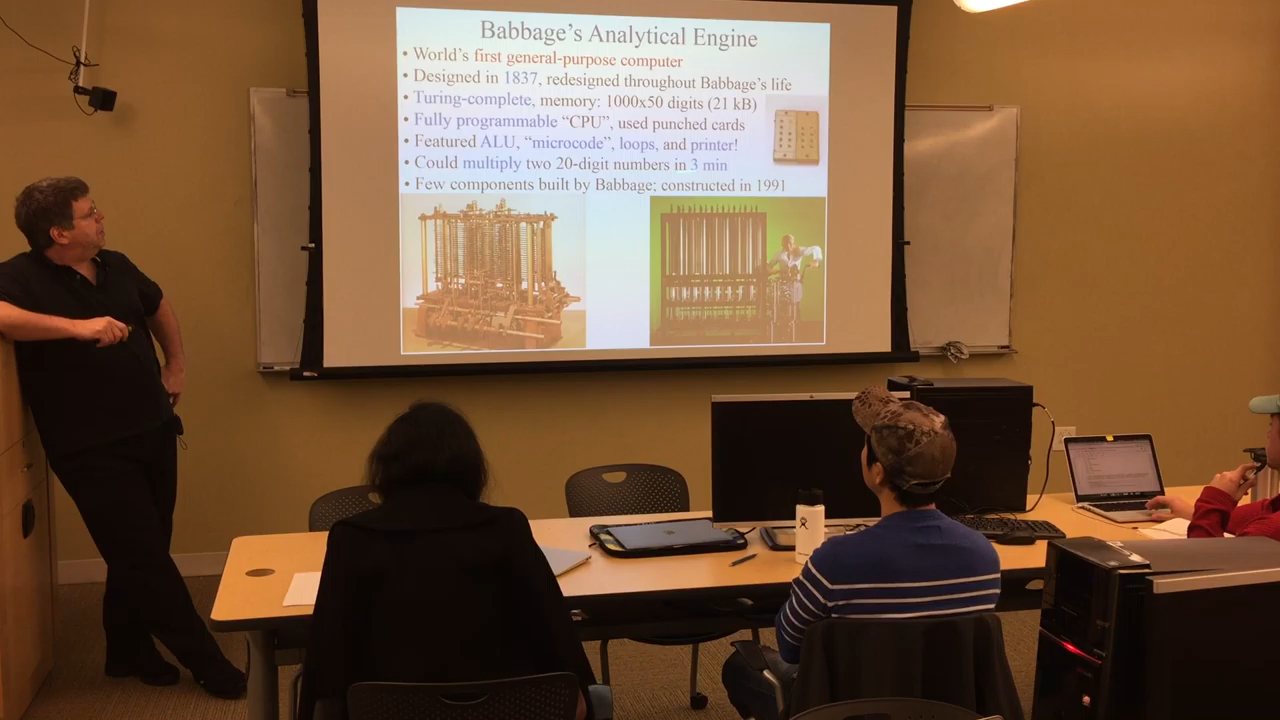 Babbage's Analytical Engine
• World's first general-purpose computer
• Designed in 1837, redesigned throughout Babbage's life
• Turing-complete, memory: 1000x50 digits (21 kB)
• Fully programmable “CPU”, used punched cards
• Featured ALU, “microcode”, loops, and printer!
• Could multiply two 20-digit numbers in 3 min
• Few components built by Babbage; constructed in 1991